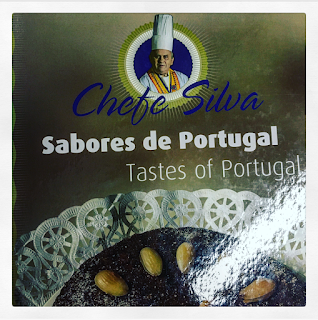 Chefe Silva
Sabores de Portugal
Tastes of Portugal